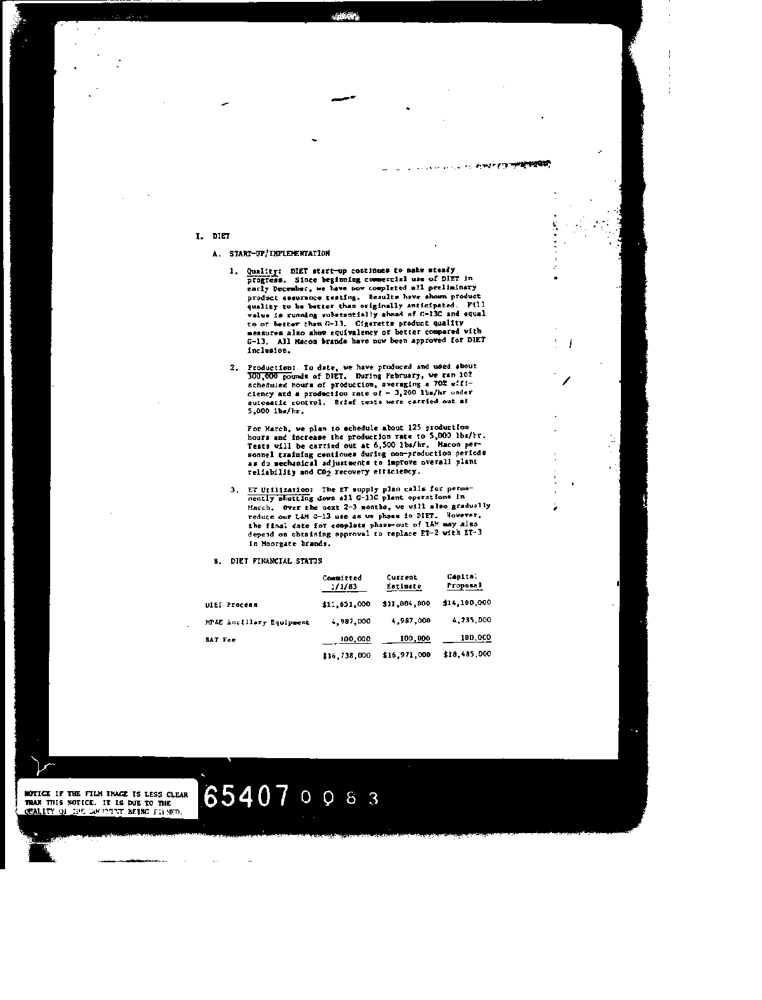 I. DIET
A. START-UP/IMPLEMENTATION
1. Quality: DIET start-up continues to make steady
progress. Since beginning commercial use of DIET in
early December, we have now completed all preliminary
product assurance testing. Results have shown product
quality to be better than originally anticipated. Fill
value is running substantially ahead of G-13C and equal
to or better than G-13. Cigarette product quality
measures also show equivalency or better compared with
G-13. All Macon brands have now been approved for DIET
inclusion.
2. Production: To date, we have produced and used about
300,000 pounds of DIET. During February, we ran 102
scheduled hours of production, averaging a 70% effi-
ciency and a production rate of ~ 3,200 lbs/hr under
automatic control. Brief tests were carried out at
5,000 lbs/hr.
For March, we plan to schedule about 125 production
hours and increase the production rate to 5,000 lbs/hr.
Tests will be carried out at 6,500 lbs/hr. Macon per-
sonnel training continues during non-production periods
as do mechanical adjustments to improve overall plant
reliability and CO2 recovery efficiency.
3. ET Utilization: The ET supply plan calls for perma-
nently shutting down all G-13C plant operations in
March. Over the next 2-3 months, we will also gradually
reduce our L&M G-13 use as we phase in DIET. However,
the final date for complete phase-out of L&M may also
depend on obtaining approval to replace ET-2 with ET-3
in Moorgate brands.
B. DIET FINANCIAL STATUS
Committed Current Capital
1/1/83 Estimate Proposal
DIET Process $11,651,000 $11,884,000 $14,100,000
MP&E Ancillary Equipment 4,987,000 4,987,000 4,285,000
BAT Fee 100,000 100,000 100,000
$16,738,000 $16,971,000 $18,485,000
NOTICE IF THE FILM IMAGE IS LESS CLEAR
THAN THIS NOTICE, IT IS DUE TO THE
QUALITY OF THE DOCUMENT BEING FILMED.
65407 0083